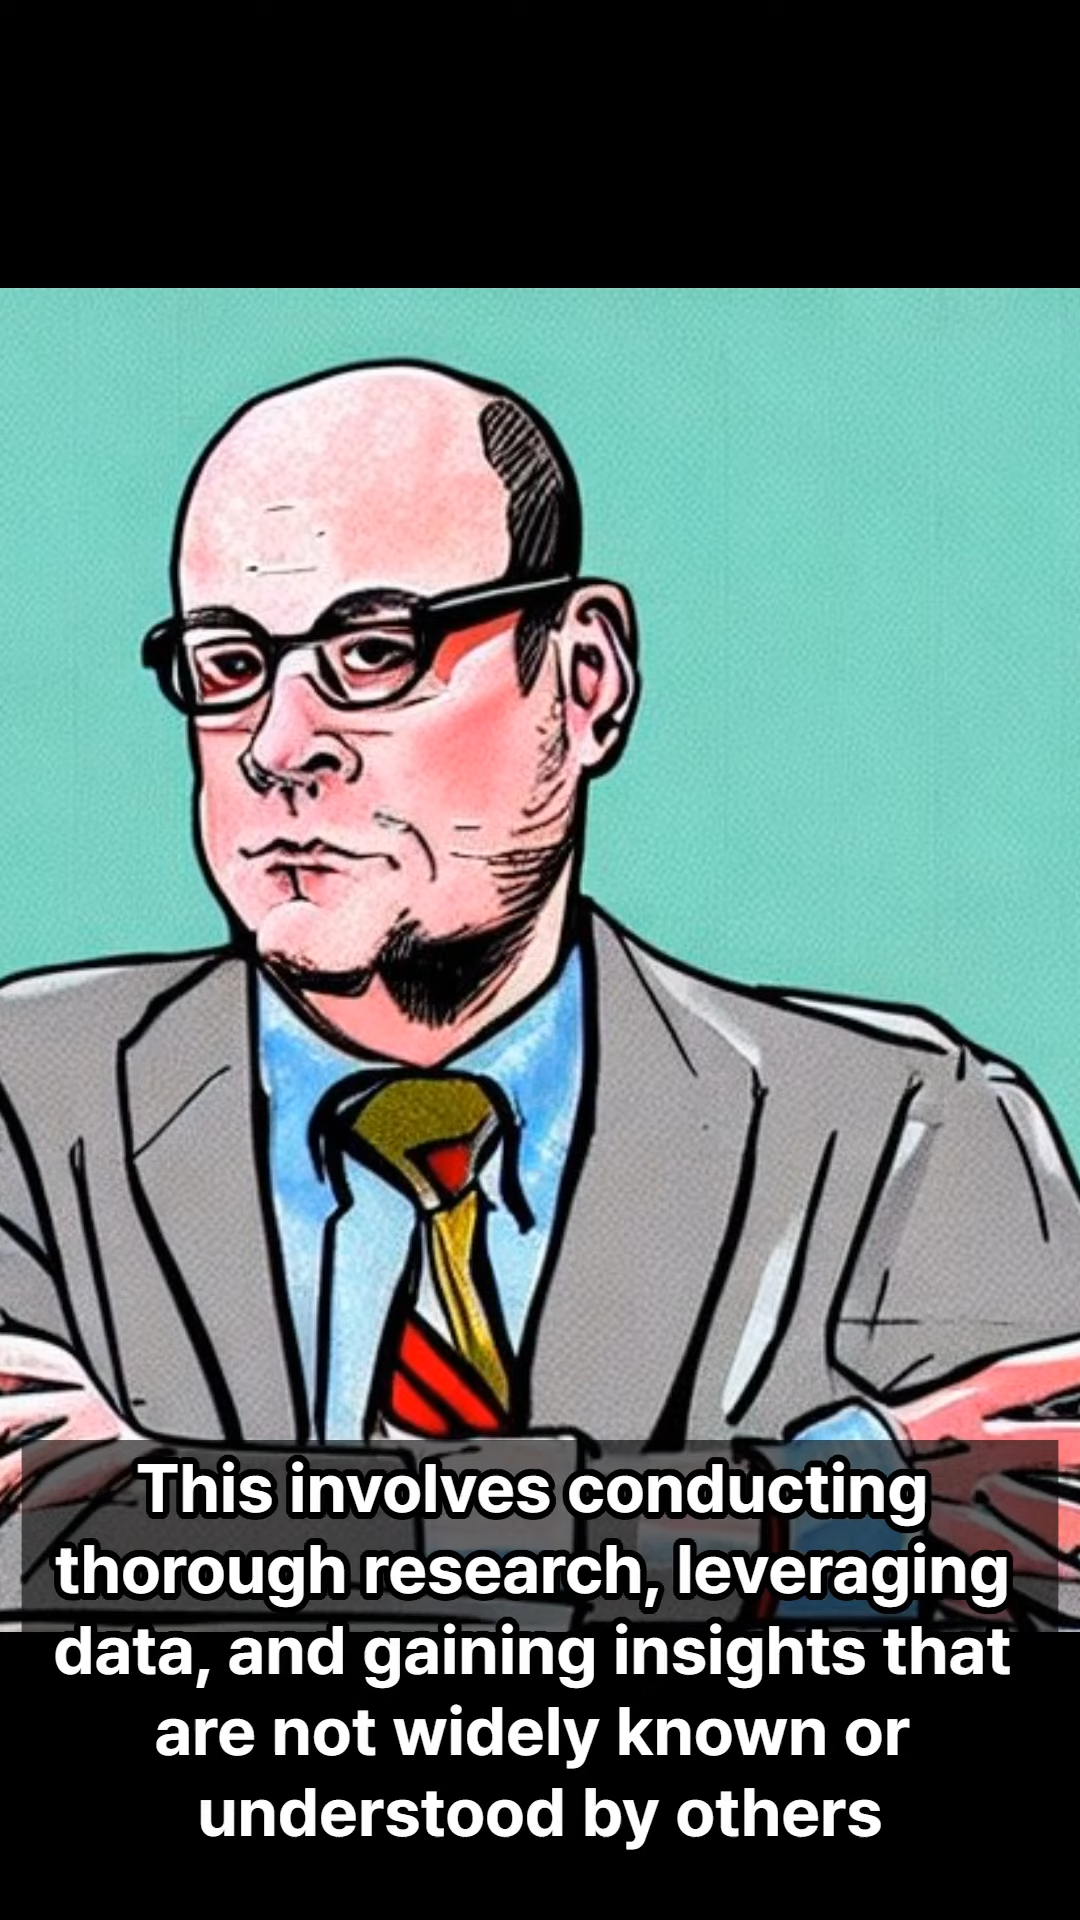 This involves conducting
thorough research, leveraging
data, and gaining insights that
are not widely known or
understood by others